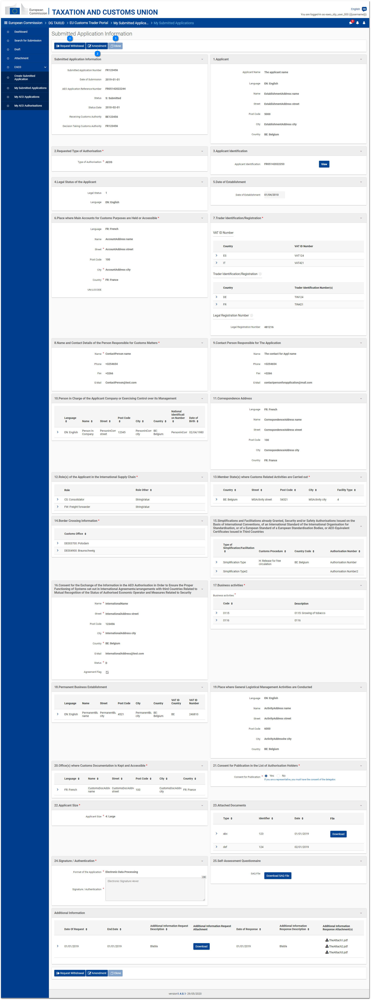 European
Commission
TAXATION AND CUSTOMS UNION
English EN
You are logged-in as eaeo_stp_user_000 ({{username}})
European Commission > DG TAXUD > EU Customs Trader Portal > My Submitted Applica... > My Submitted Applications
0
Dashboard
Search for Submission
Draft
Attachment
EAEO
Create Submitted
Application
My Submitted Applications
My AEO Applications
My AEO Authorisations
Submitted Application Information
1
3
Request Withdrawal Amendment Clone
2
Submitted Application Information
Submitted Application Number FR123456
Date of Submission 2019-01-01
AEO Application Reference Number FR05142022244
Status S: Submitted
Status Date 2010-02-01
Receiving Customs Authority BE123456
Decision Taking Customs Authority FR123456
1.Applicant
Applicant Name The applicant name
Language EN: English
Name EstablishmentAddress name
Street EstablishmentAddress street
Post Code 5000
City EstablishmentAddress city
Country BE: Belgium
2.Requested Type of Authorisation *
Type of Authorisation * AEOS
3.Applicant Identification
Applicant Identification FR05142022253 View
4.Legal Status of the Applicant
Legal Status 1
Language EN: English
5.Date of Establishment
Date of Establishment 01/04/2010
6.Place where Main Accounts for Customs Purposes are Held or Accessible *
Language FR: French
Name AccountAddress name
Street * AccountAddress street
Post Code 100
City * AccountAddress city
Country * FR: France
UN/LOCODE
7.Trader Identification/Registration *
VAT ID Number
Country VAT ID Number
ES VAT124
IT VAT421
Trader Identification/Registration
Country Trader Identification Number(s)
DE TIN124
FR TIN421
Legal Registration Number
Legal Registration Number 481216
8.Name and Contact Details of the Person Responsible for Customs Matters *
Name * ContactPerson name
Phone +3254654
Fax +3266
E-Mail ContactPerson@test.com
9.Contact Person Responsible for The Application
Name The contact for Appl name
Phone +3254654
Fax +3266
E-Mail contactpersonforapplication@mail.com
10.Person in Charge of the Applicant Company or Exercising Control over its Management
Language Name Street Post Code City Country National Identificati on Number Date of Birth
EN: English Person In Company PersonInCom street 12345 PersonInCom city BE: Belgium PersonInCom 02/04/1980
11.Correspondence Address
Language FR: French
Name CorrespondenceAddress name
Street CorrespondenceAddress street
Post Code 100
City CorrespondenceAddress city
Country FR: France
12.Role(s) of the Applicant in the International Supply Chain *
Role Role Other
CS: Consolidator StringValue
FW: Freight forwarder StringValue
13.Member State(s) where Customs Related Activities are Carried out *
Country Street Post Code City Facility Type
BE: Belgium MSActivity street 54321 MSActivity city 4
14.Border Crossing Information *
Customs Office
DE003700: Potsdam
DE004900: Braunschweig
15.Simplifications and Facilitations already Granted, Security and/or Safety Authorisations Issued on the
Basis of international Conventions, of an International Standard of the International Organisation for
Standardisation, or of a European Standard of a European Standardisation Bodies, or AEO-Equivalent
Certificates Issued in Third Countries
Type of Simplification/Facilitation Customs Procedure Country Code Authorisation Number
Simplification Type H: Release for free circulation BE: Belgium Authorisation Number
Simplification Type2 Authorisation Number2
16.Consent for the Exchange of the Information in the AEO Authorisation in Order to Ensure the Proper
Functioning of Systems set out in International Agreements/arrangements with third Countries Related to
Mutual Recognition of the Status of Authorised Economic Operator and Measures Related to Security
Name * InternationalName
Street * InternationalAddress street
Post Code 123456
City * InternationalAddress city
Country * BE: Belgium
E-Mail InternationalAddress@test.com
Status * D
Agreement Flag
17.Business activities *
Business activities *
Code Description
0115 0115: Growing of tobacco
0116 0116
18.Permanent Business Establishment
Language Name Street Post Code City Country VAT ID Country VAT ID Number
EN: English PermanentBu name PermanentBu city 4521 PermanentBu city BE: Belgium BE 246810
19.Place where General Logistical Management Activities are Conducted
Language EN: English
Name ActivityAddress name
Street ActivityAddress street
Post Code 6000
City ActivityAddresshe city
Country BE: Belgium
20.Office(s) where Customs Documentation is Kept and Accessible *
Language Name Street Post Code City Country
FR: French CustomsDocAddre name CustomsDocAddre street 100 CustomsDocAddre city FR: France
21.Consent for Publication in the List of Authorisation Holders *
Consent for Publication * Yes No
If you are a representative, you must have the consent of the delegator.
22.Applicant Size *
Applicant Size * 4: Large
23.Attached Documents
Type Identifier Date File
abc 123 01/01/2019 Download
def 124 02/01/2019
24.Signature / Authentication *
Format of the Application * Electronic Data Processing
230
Signature / Authentication * Electronic Signature 4ever
25.Self-Assessment Questionnaire
SAQ File Download SAQ File
Additional Information
Date Of Request End Date Additional Information Request Description Additional Information Request Attachment Date of Response Additional Information Response Description Additional Information Response Attachment(s)
01/01/2019 01/01/2019 Blabla Download 01/01/2019 Blabla TheAttach1.pdf
TheAttach2.pdf
TheAttach3.pdf
Request Withdrawal Amendment Clone
version1.4.0.1- 29/05/2020